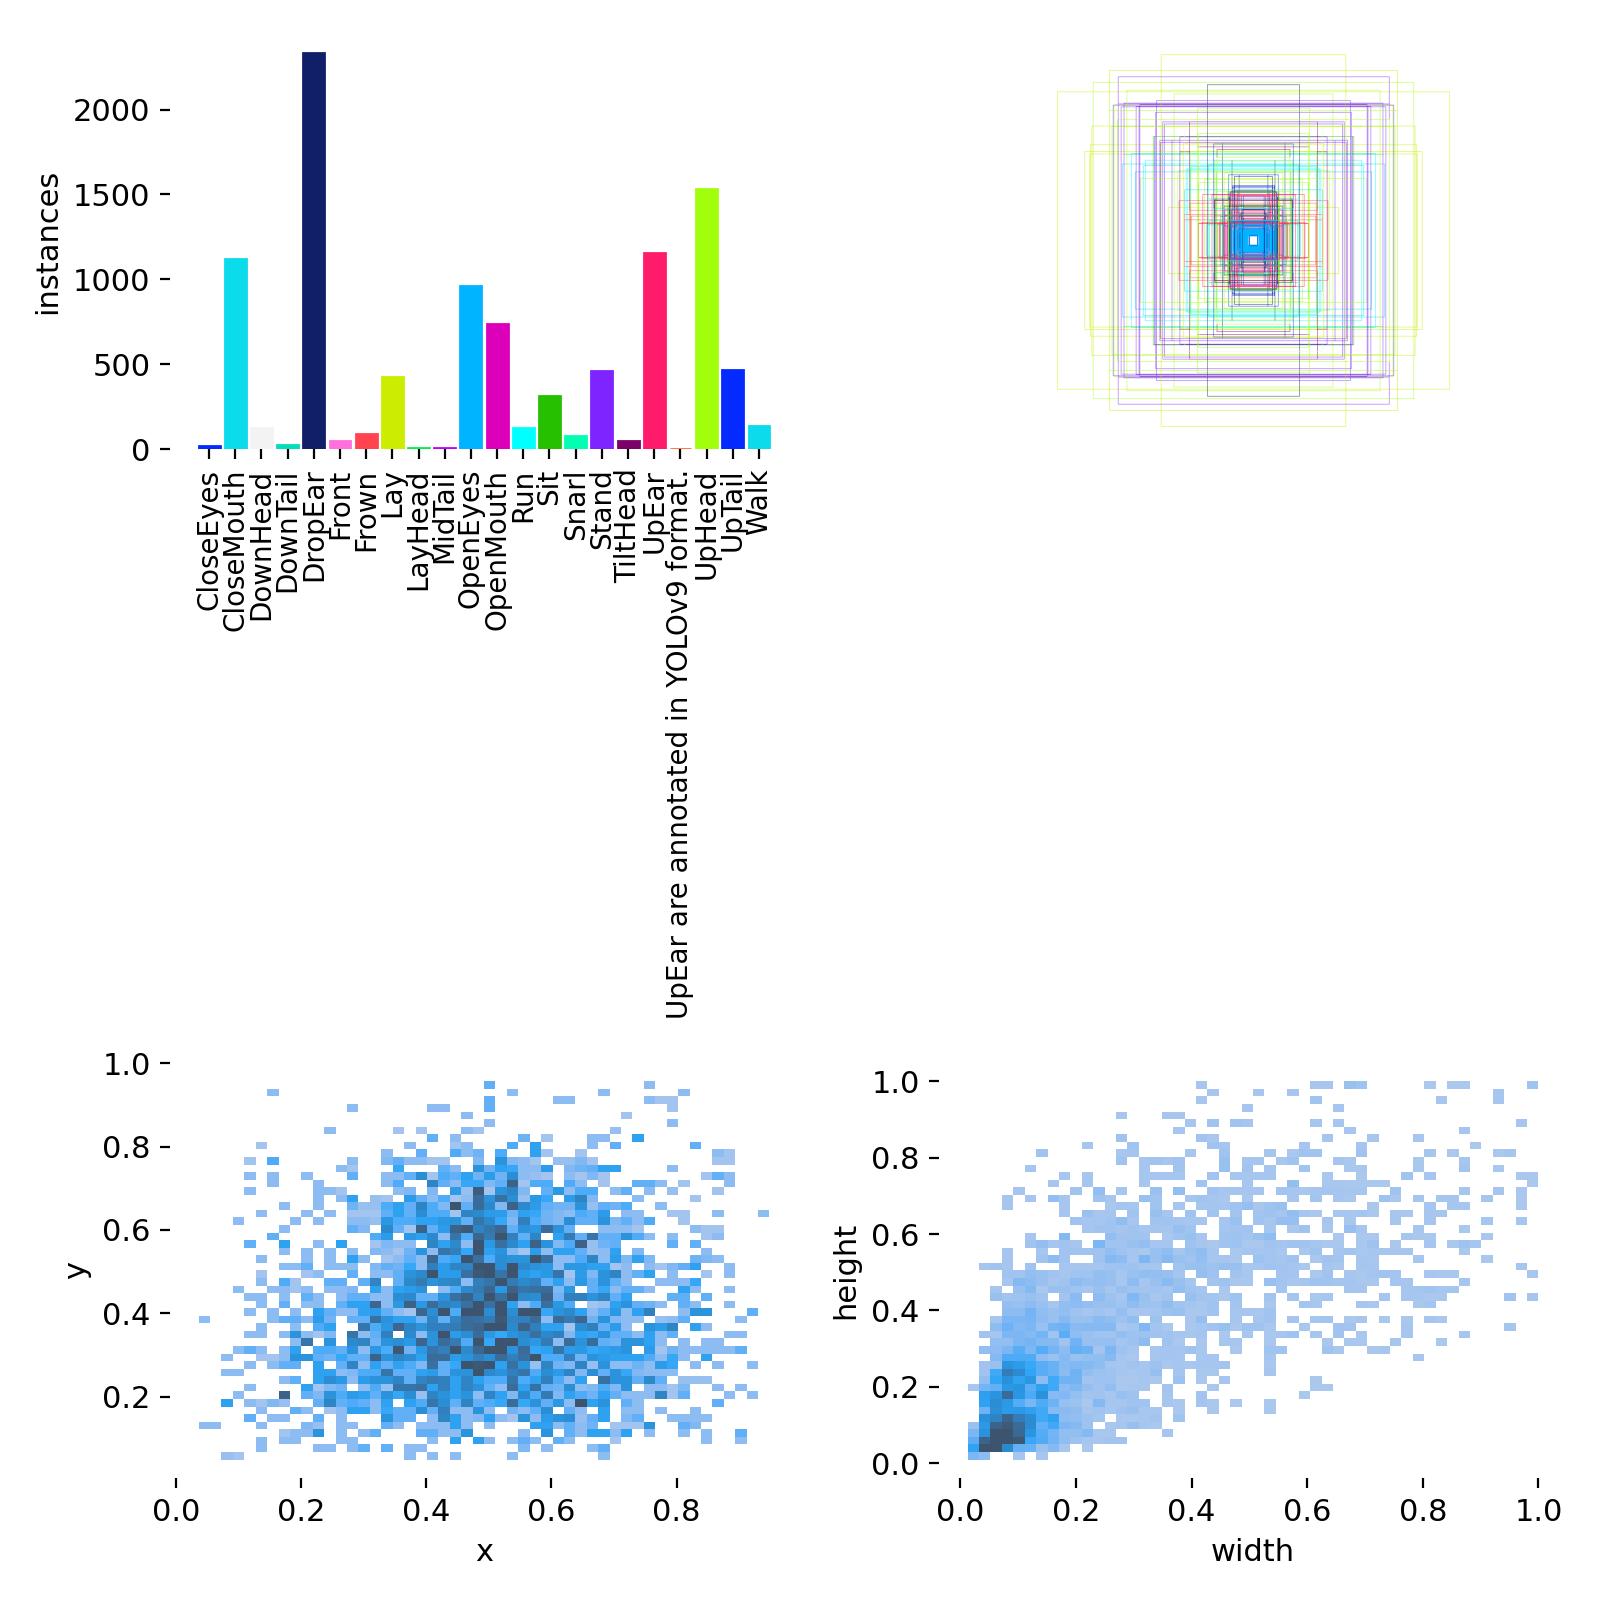 2000
1500
1000
500
0
instances
CloseEyes
CloseMouth
DownHead
DownTail
DropEar
Front
Frown
Lay
LayHead
MidTail
OpenEyes
OpenMouth
Run
Sit
Snarl
Stand
TiltHead
UpEar
UpEar are annotated in YOLOv9 format.
UpHead
UpTail
Walk
1.0
0.8
0.6
0.4
0.2
y
0.0 0.2 0.4 0.6 0.8
x
1.0
0.8
0.6
0.4
0.2
0.0
height
0.0 0.2 0.4 0.6 0.8 1.0
width